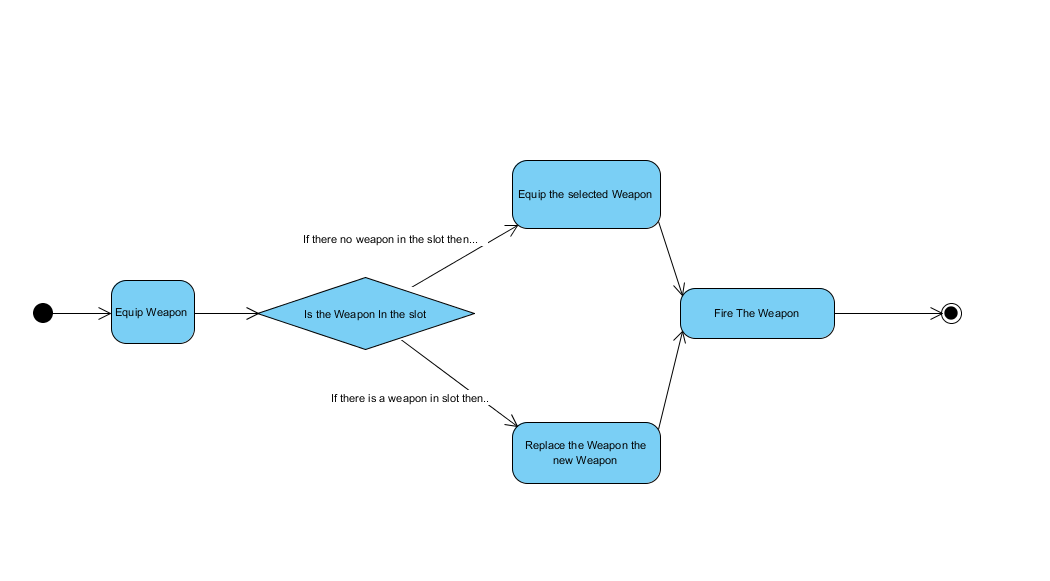 Equip the selected Weapon
If there no weapon in the slot then...
Equip Weapon
Is the Weapon In the slot
Fire The Weapon
If there is a weapon in slot then..
Replace the Weapon the
new Weapon